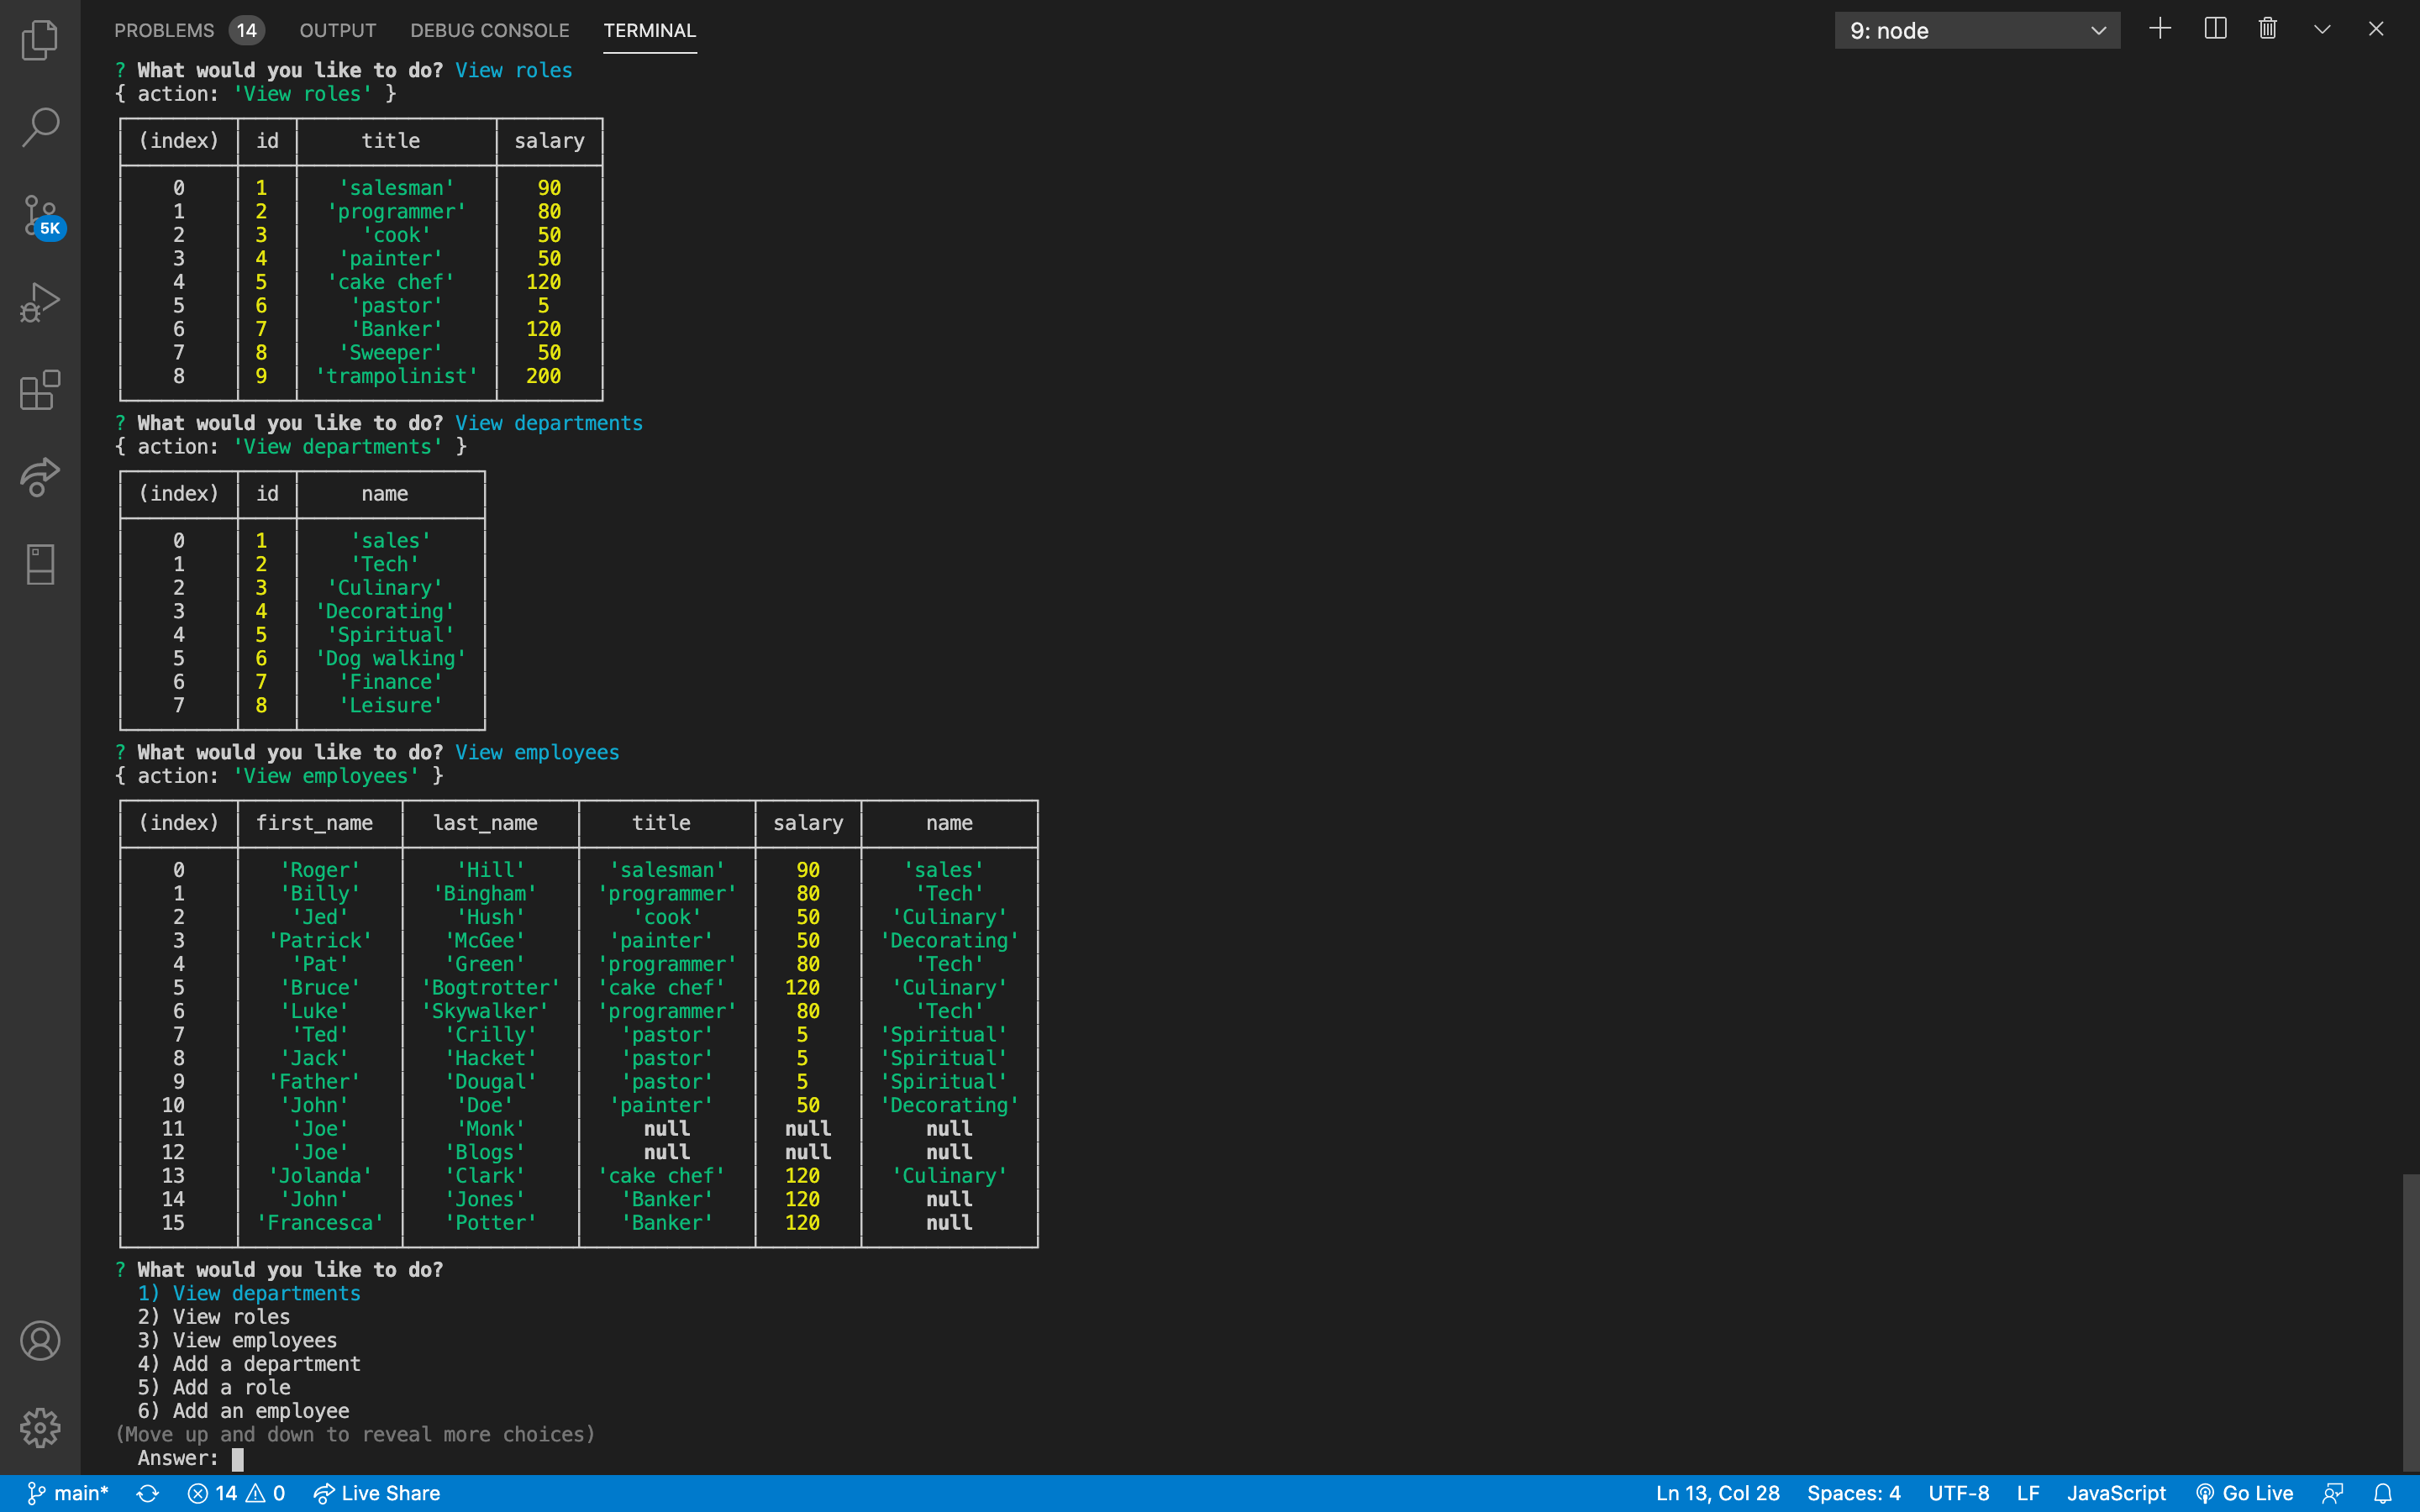 PROBLEMS 14 OUTPUT DEBUG CONSOLE TERMINAL 9: node
? What would you like to do? View roles
{ action: 'View roles' }
(index) id title salary
0 1 'salesman' 90
1 2 'programmer' 80
2 3 'cook' 50
3 4 'painter' 50
4 5 'cake chef' 120
5 6 'pastor' 5
6 7 'Banker' 120
7 8 'Sweeper' 50
8 9 'trampolinist' 200
? What would you like to do? View departments
{ action: 'View departments' }
(index) id name
0 1 'sales'
1 2 'Tech'
2 3 'Culinary'
3 4 'Decorating'
4 5 'Spiritual'
5 6 'Dog walking'
6 7 'Finance'
7 8 'Leisure'
? What would you like to do? View employees
{ action: 'View employees' }
(index) first_name last_name title salary name
0 'Roger' 'Hill' 'salesman' 90 'sales'
1 'Billy' 'Bingham' 'programmer' 80 'Tech'
2 'Jed' 'Hush' 'cook' 50 'Culinary'
3 'Patrick' 'McGee' 'painter' 50 'Decorating'
4 'Pat' 'Green' 'programmer' 80 'Tech'
5 'Bruce' 'Bogtrotter' 'cake chef' 120 'Culinary'
6 'Luke' 'Skywalker' 'programmer' 80 'Tech'
7 'Ted' 'Crilly' 'pastor' 5 'Spiritual'
8 'Jack' 'Hacket' 'pastor' 5 'Spiritual'
9 'Father' 'Dougal' 'pastor' 5 'Spiritual'
10 'John' 'Doe' 'painter' 50 'Decorating'
11 'Joe' 'Monk' null null null
12 'Joe' 'Blogs' null null null
13 'Jolanda' 'Clark' 'cake chef' 120 'Culinary'
14 'John' 'Jones' 'Banker' 120 null
15 'Francesca' 'Potter' 'Banker' 120 null
? What would you like to do?
1) View departments
2) View roles
3) View employees
4) Add a department
5) Add a role
6) Add an employee
(Move up and down to reveal more choices)
Answer:
5K
main* 14 0 Live Share Ln 13, Col 28 Spaces: 4 UTF-8 LF JavaScript Go Live